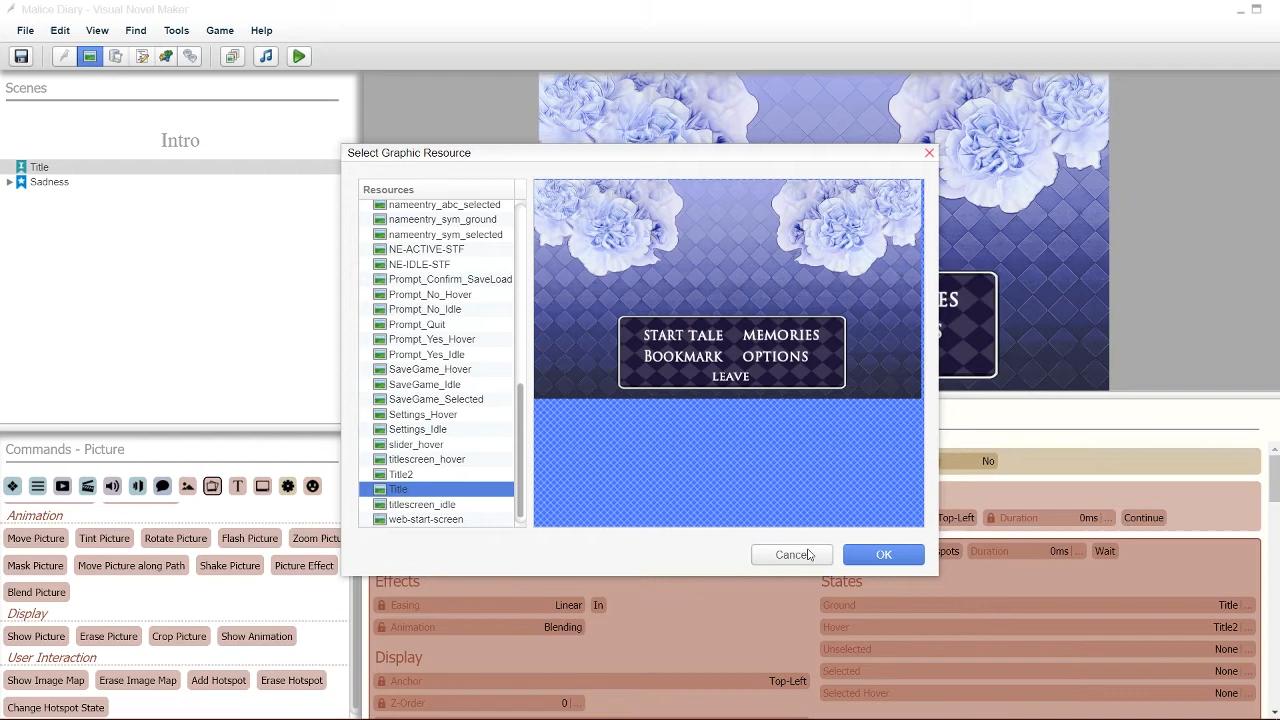 Malice Diary - Visual Novel Maker
File Edit View Find Tools Game Help
Scenes
Intro
Title
Sadness
Select Graphic Resource
Resources
nameentry_abc_selected
nameentry_sym_ground
nameentry_sym_selected
NE-ACTIVE-STF
NE-IDLE-STF
Prompt_Confirm_SaveLoad
Prompt_No_Hover
Prompt_No_Idle
Prompt_Quit
Prompt_Yes_Hover
Prompt_Yes_Idle
SaveGame_Hover
SaveGame_Idle
SaveGame_Selected
Settings_Hover
Settings_Idle
slider_hover
titlescreen_hover
Title2
Title
titlescreen_idle
web-start-screen
START TALE MEMORIES
BOOKMARK OPTIONS
LEAVE
ES
S
Cancel OK
Commands - Picture
T
Animation
Move Picture Tint Picture Rotate Picture Flash Picture Zoom Pictu
Mask Picture Move Picture along Path Shake Picture Picture Effect
Blend Picture
Display
Show Picture Erase Picture Crop Picture Show Animation
User Interaction
Show Image Map Erase Image Map Add Hotspot Erase Hotspot
Change Hotspot State
No
Top-Left Duration 0ms ... Continue
spots Duration 0ms ... Wait
Effects
Easing Linear In
Animation Blending
Display
Anchor Top-Left
Z-Order 0 ...
States
Ground Title ...
Hover Title2 ...
Unselected None ...
Selected None ...
Selected Hover None ...